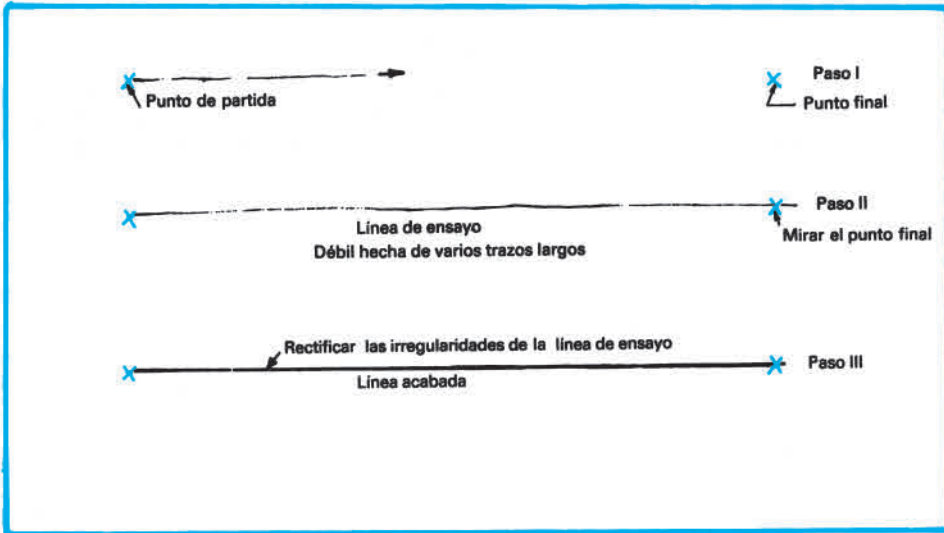 Paso I
Punto de partida
Punto final
Paso II
Línea de ensayo
Débil hecha de varios trazos largos
Mirar el punto final
Rectificar las irregularidades de la línea de ensayo
Paso III
Línea acabada